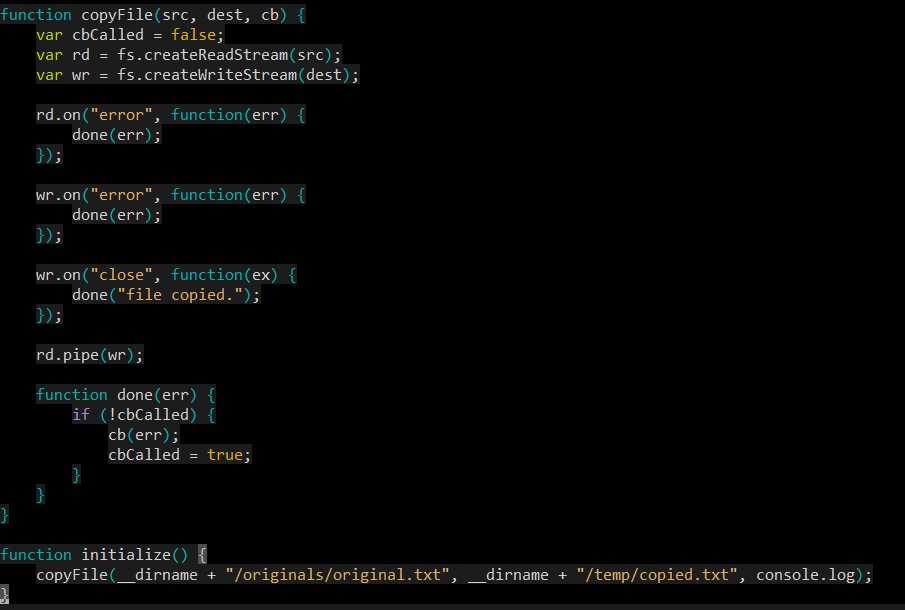 function copyFile(src, dest, cb) {
    var cbCalled = false;
    var rd = fs.createReadStream(src);
    var wr = fs.createWriteStream(dest);

    rd.on("error", function(err) {
        done(err);
    });

    wr.on("error", function(err) {
        done(err);
    });

    wr.on("close", function(ex) {
        done("file copied.");
    });

    rd.pipe(wr);

    function done(err) {
        if (!cbCalled) {
            cb(err);
            cbCalled = true;
        }
    }
}

function initialize() {
    copyFile(__dirname + "/originals/original.txt", __dirname + "/temp/copied.txt", console.log);
}